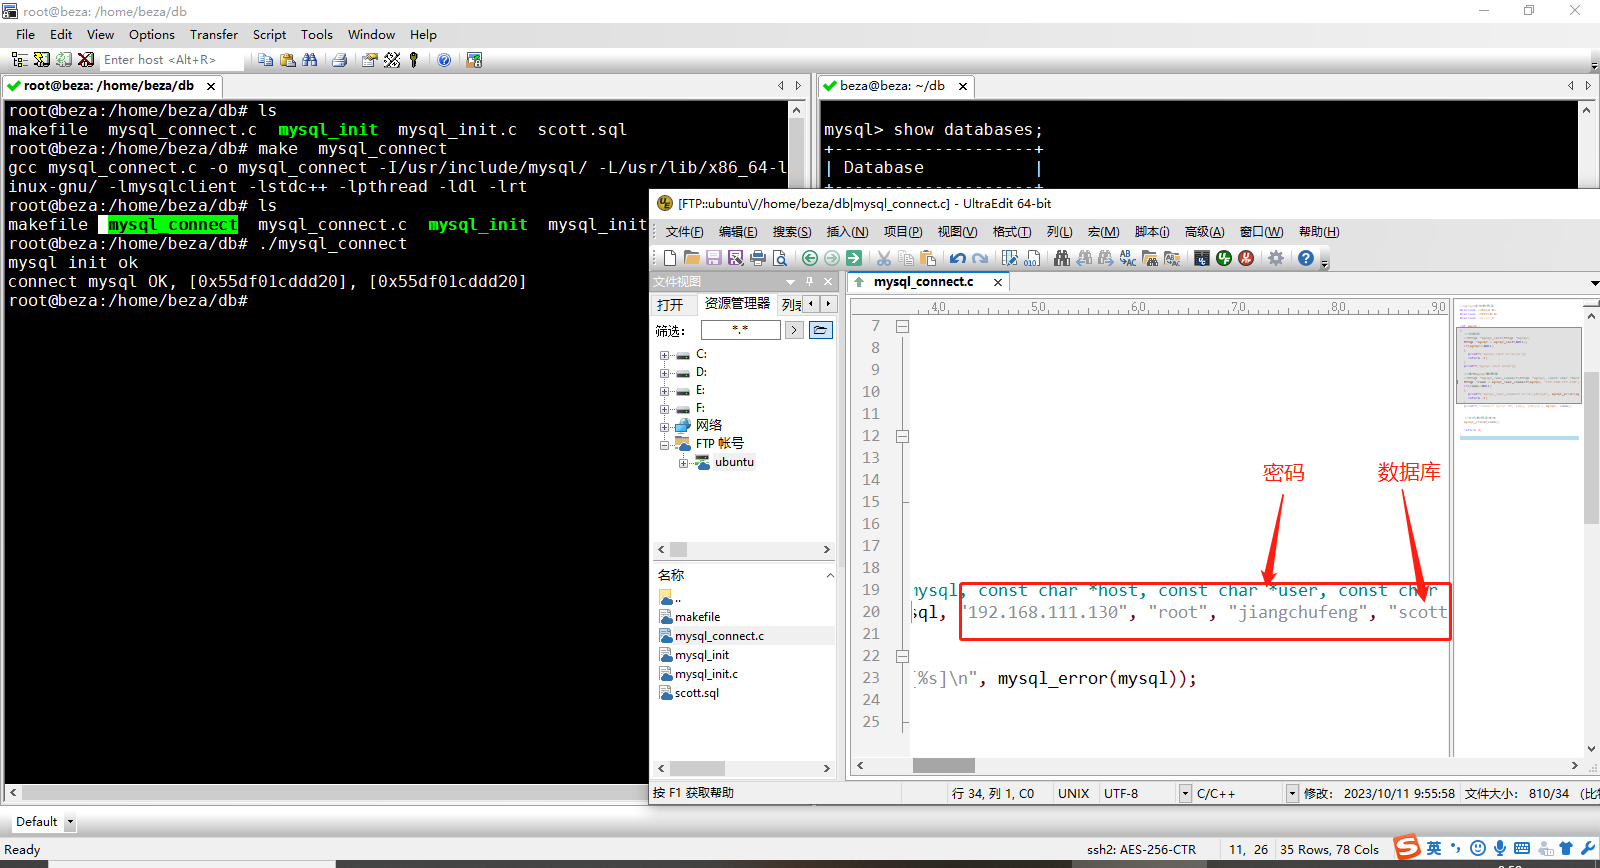 root@beza: /home/beza/db
File Edit View Options Transfer Script Tools Window Help
Enter host <Alt+R>
root@beza: /home/beza/db
root@beza:/home/beza/db# ls
makefile  mysql_connect.c  mysql_init  mysql_init.c  scott.sql
root@beza:/home/beza/db# make  mysql_connect
gcc mysql_connect.c -o mysql_connect -I/usr/include/mysql/ -L/usr/lib/x86_64-l
inux-gnu/ -lmysqlclient -lstdc++ -lpthread -ldl -lrt
root@beza:/home/beza/db# ls
makefile  mysql_connect  mysql_connect.c  mysql_init  mysql_init
root@beza:/home/beza/db# ./mysql_connect
mysql init ok
connect mysql OK, [0x55df01cddd20], [0x55df01cddd20]
root@beza:/home/beza/db#
beza@beza: ~/db
mysql> show databases;
+--------------------+
| Database           |
+--------------------+
[FTP::ubuntu\//home/beza/db|mysql_connect.c] - UltraEdit 64-bit
文件(F) 编辑(E) 搜索(S) 插入(N) 项目(P) 视图(V) 格式(T) 列(L) 宏(M) 脚本(i) 高级(A) 窗口(W) 帮助(H)
文件视图
打开 资源管理器 列表
筛选: *.*
C:
D:
E:
F:
网络
FTP 帐号
ubuntu
名称
..
makefile
mysql_connect.c
mysql_init
mysql_init.c
scott.sql
mysql_connect.c
40 50 60 70 80 90
7
8
9
10
11
12
13
14
15
16
17
18
密码 数据库
19 mysql, const char *host, const char *user, const char
20 sql, "192.168.111.130", "root", "jiangchufeng", "scott
21
22
23 [%s]\n", mysql_error(mysql));
24
25
按 F1 获取帮助
行 34, 列 1, C0 UNIX UTF-8 C/C++ 修改: 2023/10/11 9:55:58 文件大小: 810/34
Default
Ready
ssh2: AES-256-CTR 11, 26 35 Rows, 78 Cols
英